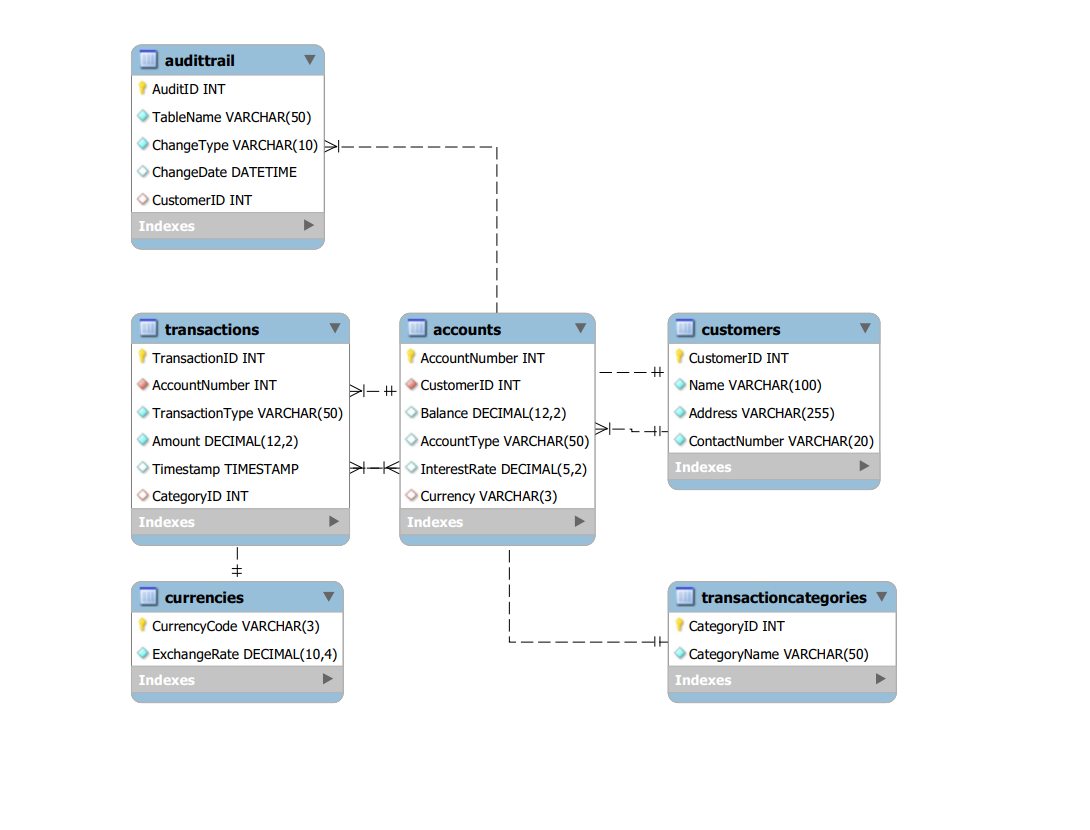 audittrail
AuditID INT
TableName VARCHAR(50)
ChangeType VARCHAR(10)
ChangeDate DATETIME
CustomerID INT
Indexes
transactions
TransactionID INT
AccountNumber INT
TransactionType VARCHAR(50)
Amount DECIMAL(12,2)
Timestamp TIMESTAMP
CategoryID INT
Indexes
accounts
AccountNumber INT
CustomerID INT
Balance DECIMAL(12,2)
AccountType VARCHAR(50)
InterestRate DECIMAL(5,2)
Currency VARCHAR(3)
Indexes
customers
CustomerID INT
Name VARCHAR(100)
Address VARCHAR(255)
ContactNumber VARCHAR(20)
Indexes
currencies
CurrencyCode VARCHAR(3)
ExchangeRate DECIMAL(10,4)
Indexes
transactioncategories
CategoryID INT
CategoryName VARCHAR(50)
Indexes